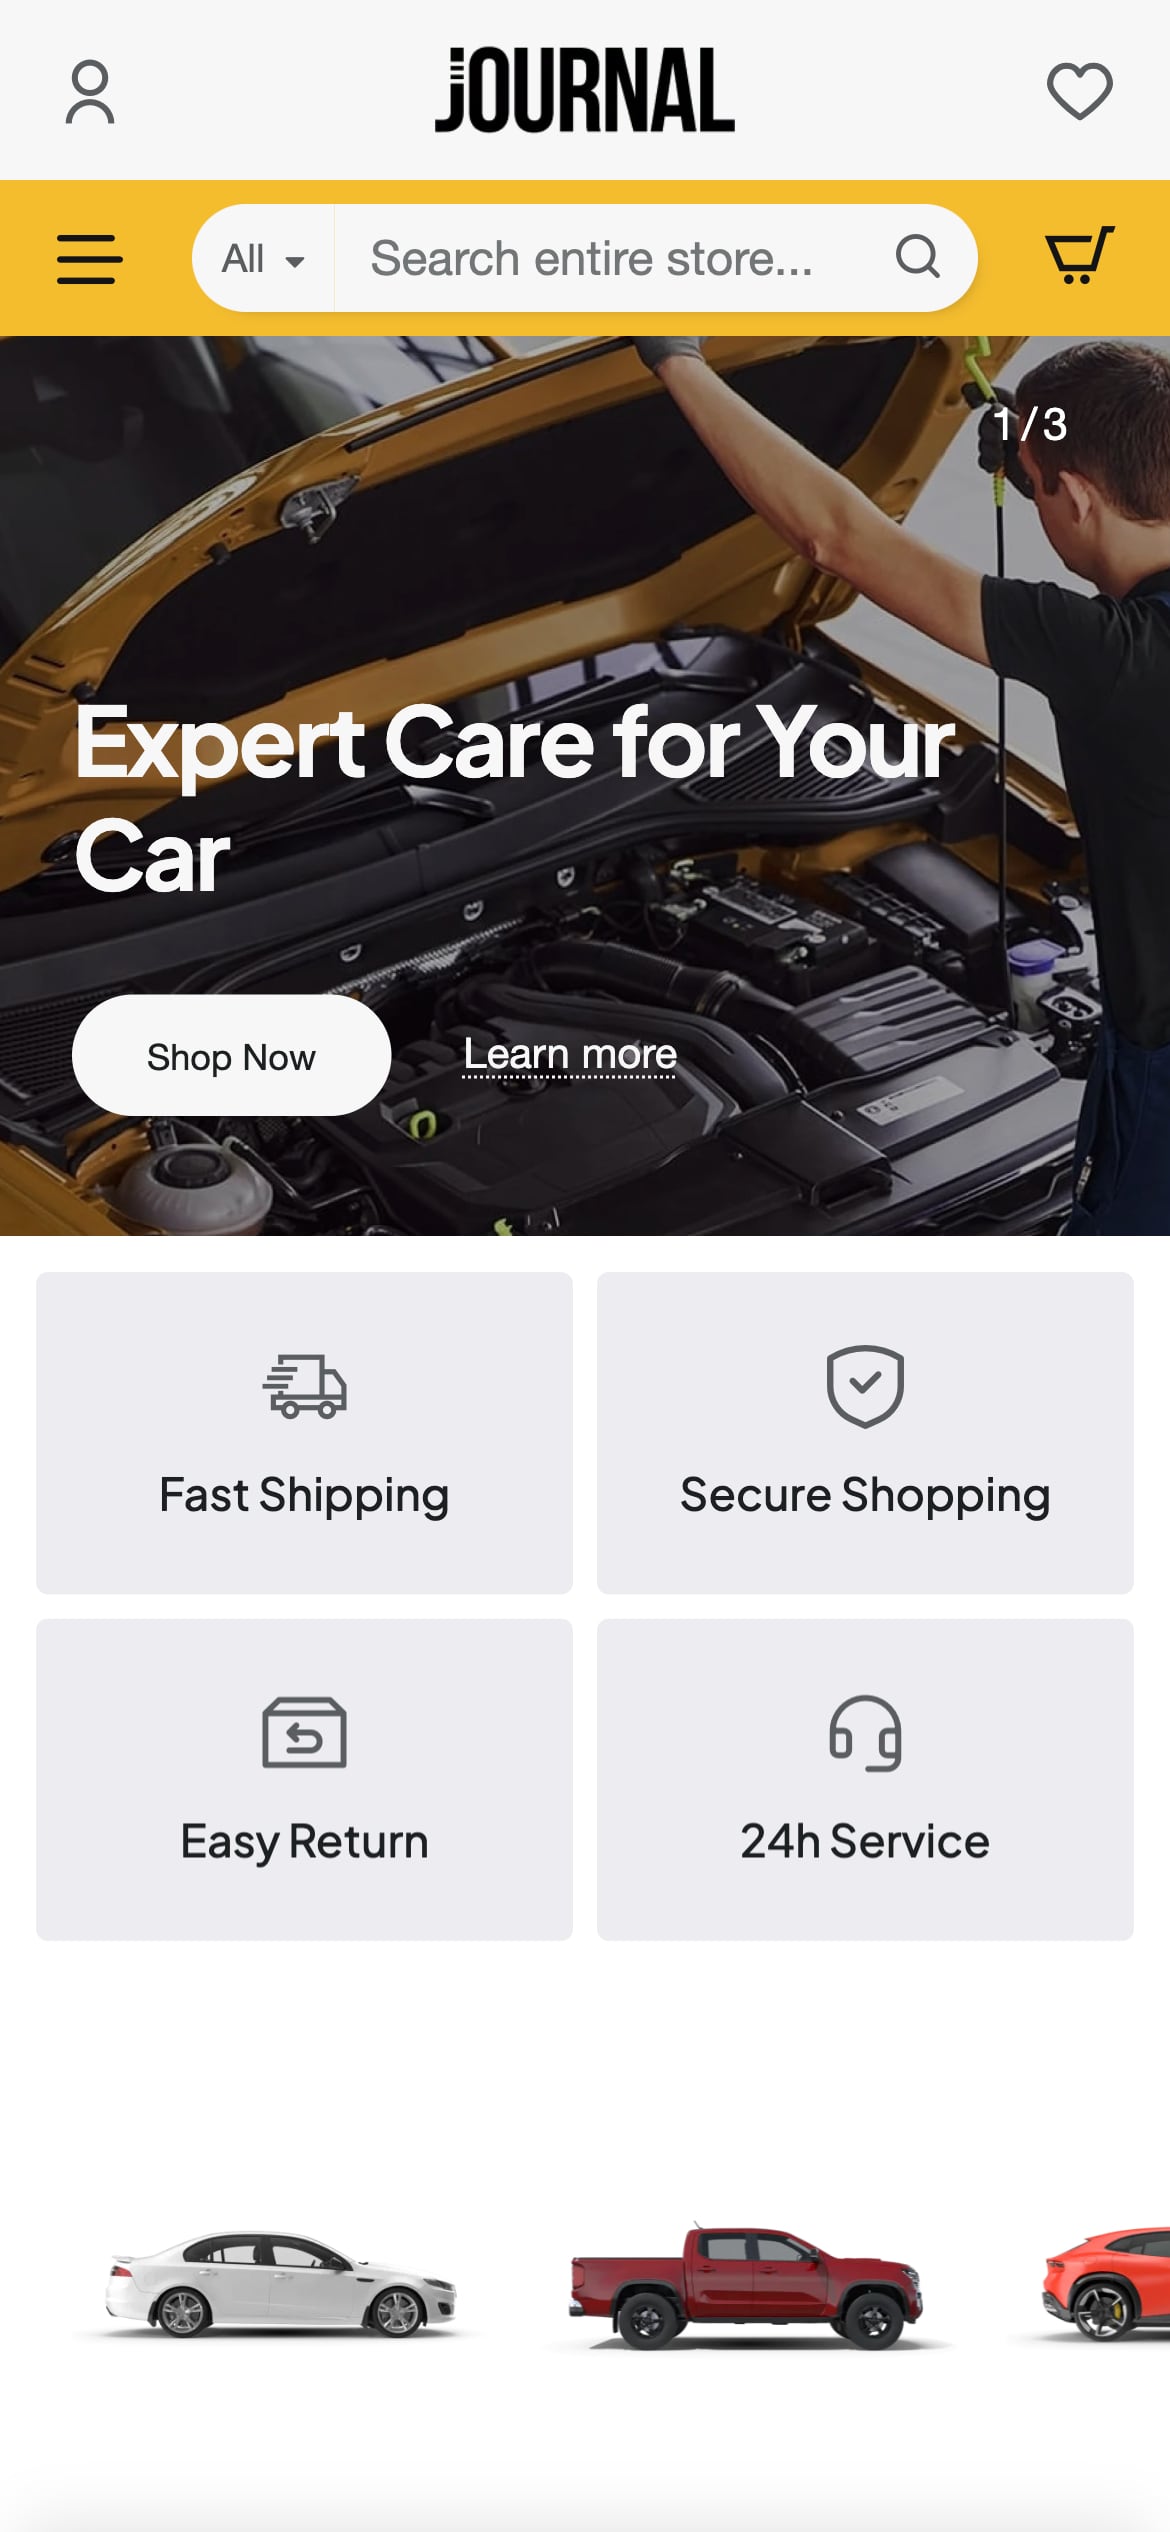 JOURNAL
All
Search entire store...
1/3
Expert Care for Your
Car
Shop Now
Learn more
Fast Shipping
Secure Shopping
Easy Return
24h Service